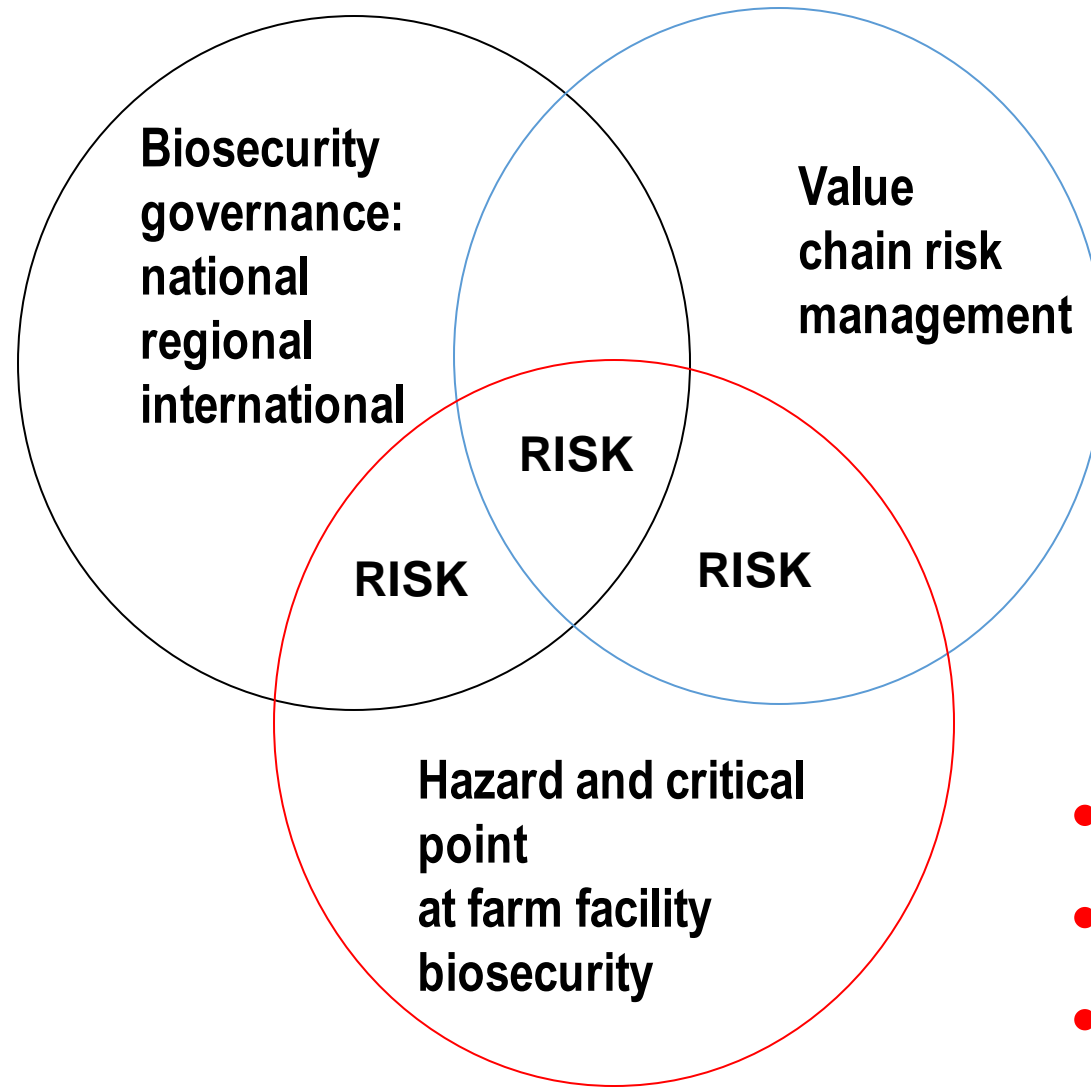 Biosecurity
governance:
national
regional
international
Value
chain risk
management
RISK
RISK
RISK
Hazard and critical
point
at farm facility
biosecurity